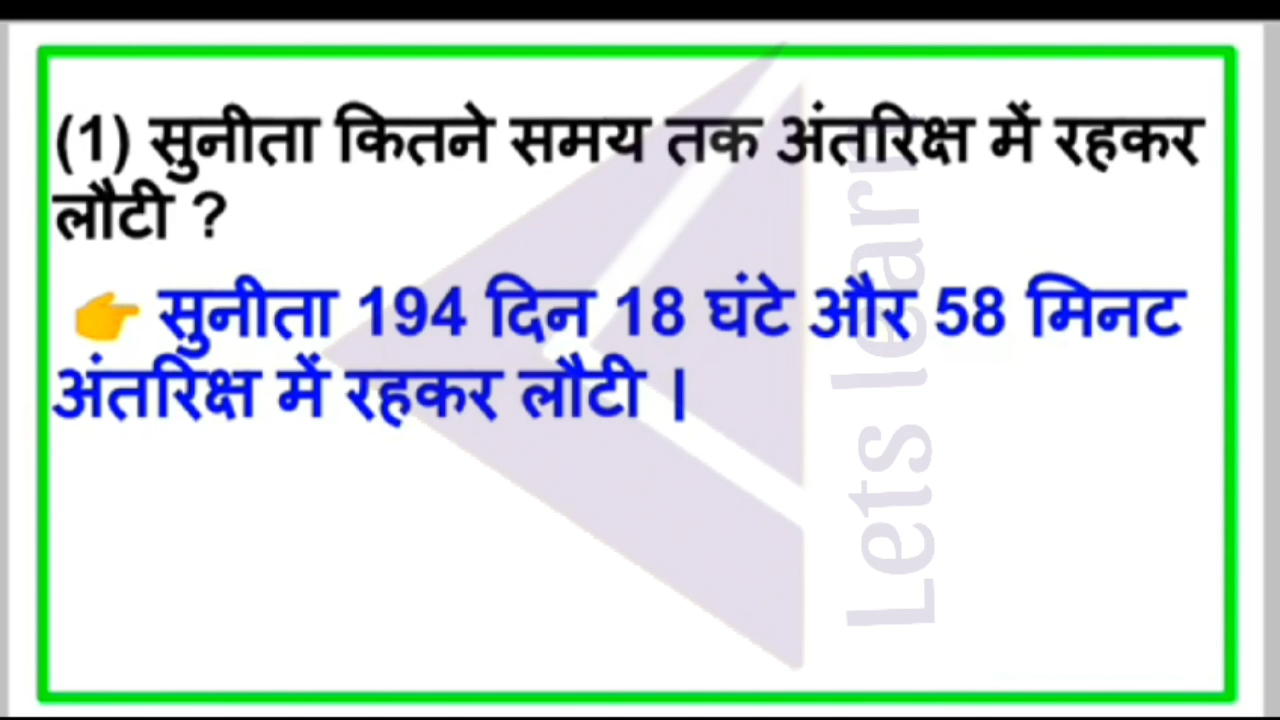 (1) सुनीता कितने समय तक अंतरिक्ष में रहकर
लौटी ?
👉 सुनीता 194 दिन 18 घंटे और 58 मिनट
अंतरिक्ष में रहकर लौटी ।
Lets learn